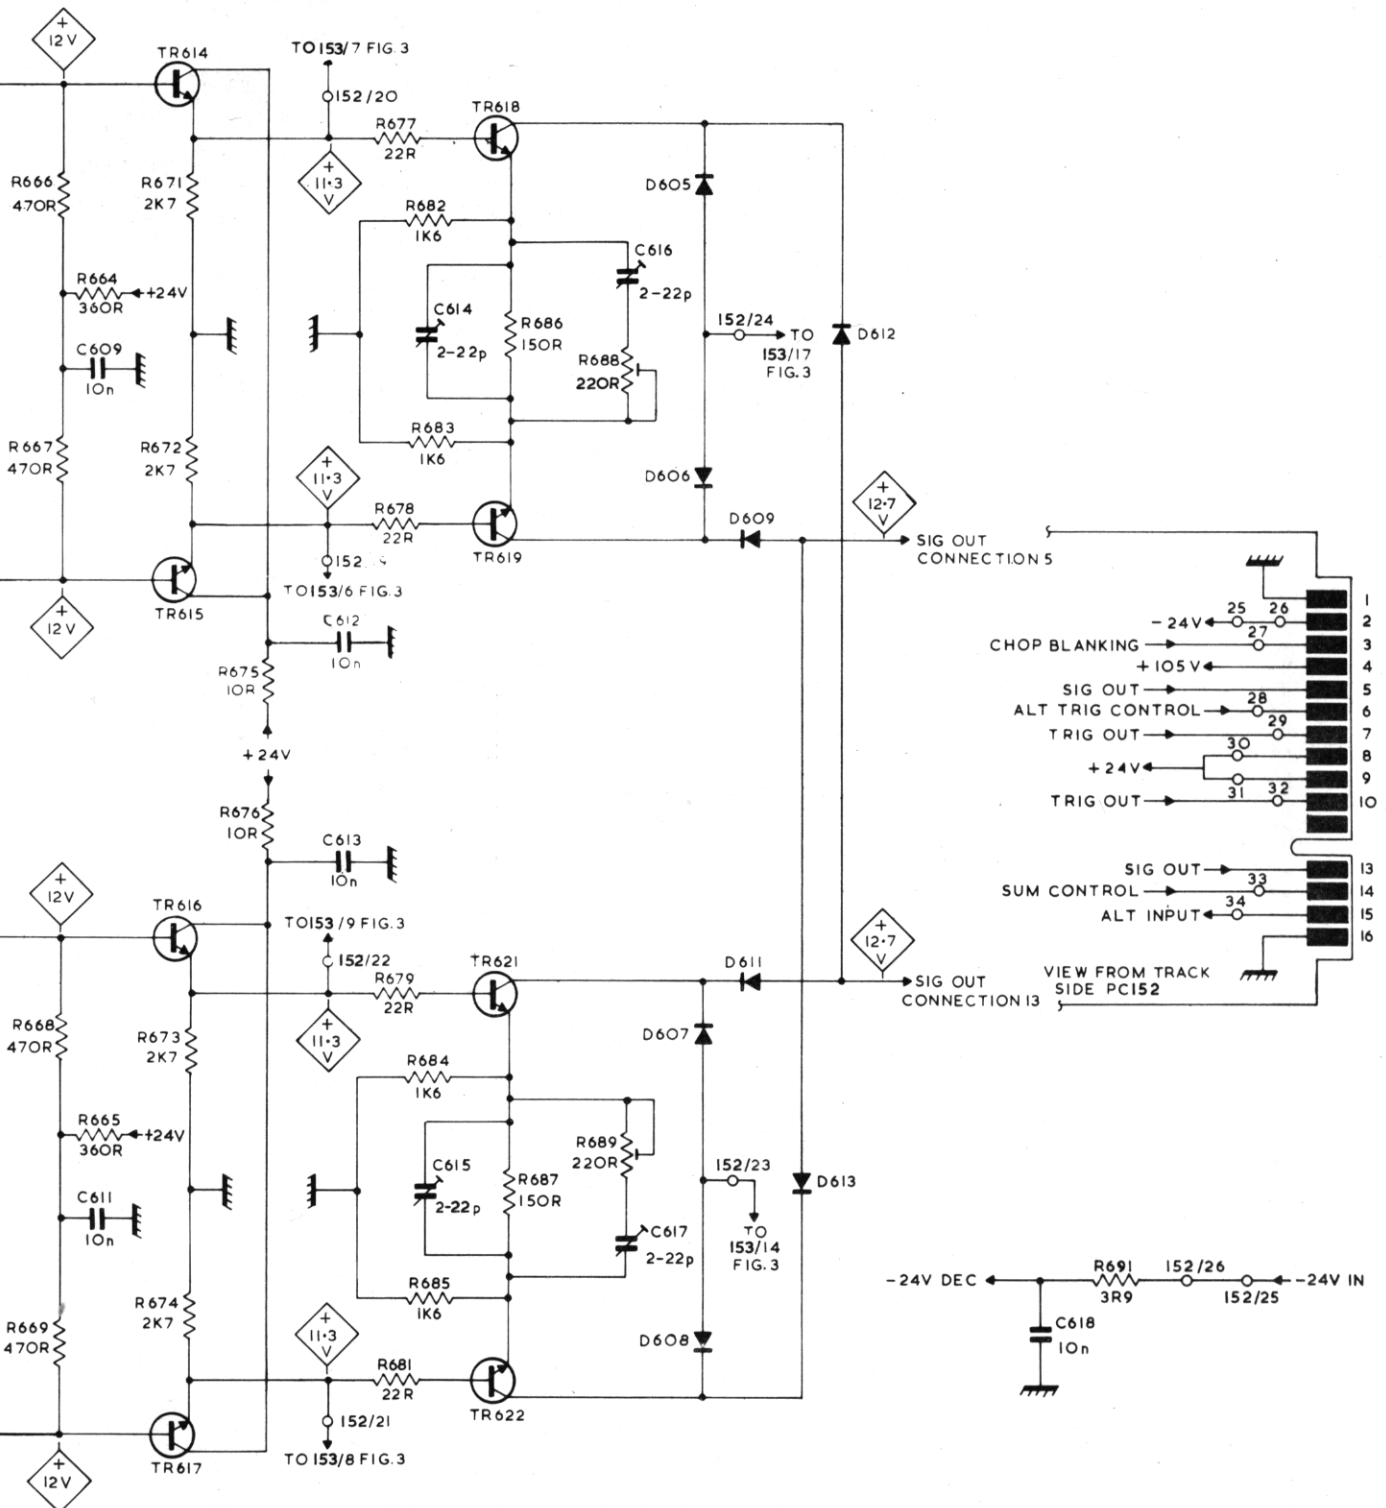 +
12V
TR614
TO 153/7 FIG. 3
152/20
R677
22R
TR618
R666
470R
R671
2K7
+
11·3
V
D605
R682
1K6
C616
2-22p
R664
360R
+24V
C614
2-22p
R686
150R
152/24
TO
153/17
FIG. 3
D612
C609
10n
R688
220R
R667
470R
R672
2K7
R683
1K6
+
11·3
V
D606
+
12·7
V
R678
22R
TR619
D609
SIG OUT
CONNECTION 5
152
TO 153/6 FIG. 3
TR615
+
12V
C612
10n
R675
10R
+24V
R676
10R
C613
10n
1
-24V
25
26
2
CHOP BLANKING
27
3
+105V
4
SIG OUT
5
ALT TRIG CONTROL
28
6
TRIG OUT
29
7
30
8
+24V
9
31
TRIG OUT
32
10
SIG OUT
13
SUM CONTROL
33
14
ALT INPUT
34
15
16
VIEW FROM TRACK
SIDE PC152
+
12V
TR616
TO 153/9 FIG. 3
152/22
R679
22R
TR621
D611
+
12·7
V
SIG OUT
CONNECTION 13
R668
470R
R673
2K7
+
11·3
V
D607
R684
1K6
R665
360R
+24V
R689
220R
C615
2-22p
R687
150R
152/23
TO
153/14
FIG. 3
D613
C611
10n
C617
2-22p
R685
1K6
R669
470R
R674
2K7
+
11·3
V
D608
R681
22R
TR622
152/21
TO 153/8 FIG. 3
TR617
+
12V
-24V DEC
R691
3R9
152/26
152/25
-24V IN
C618
10n